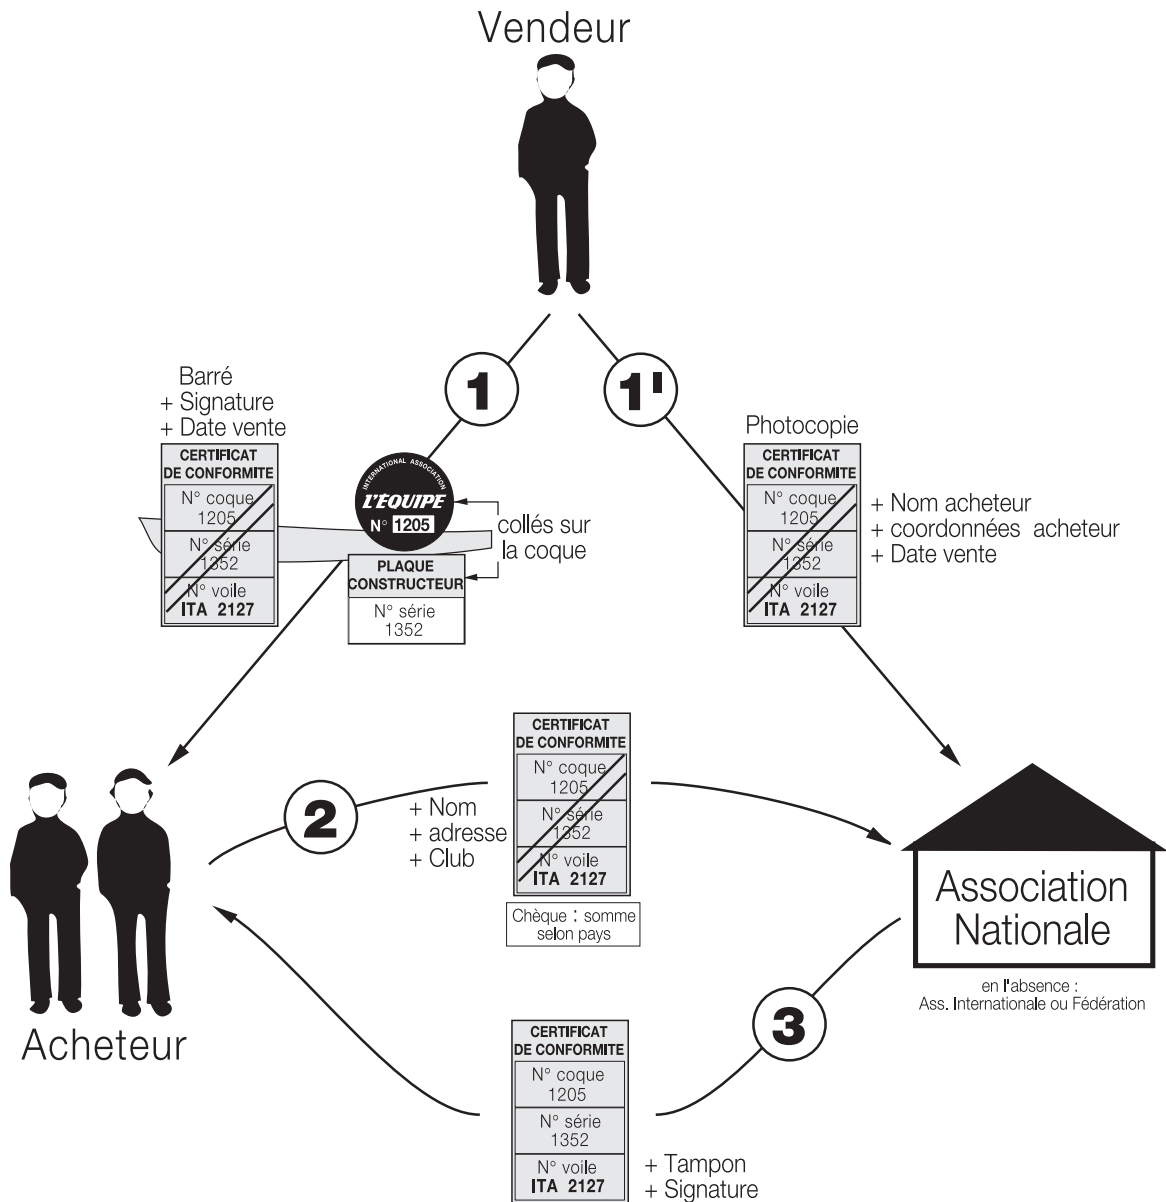 Vendeur
1
1'
Barré
+ Signature
+ Date vente
CERTIFICAT
DE CONFORMITE
N° coque
1205
N° série
1352
N° voile
ITA 2127
INTERNATIONAL ASSOCIATION
L'ÉQUIPE
N° 1205
collés sur
la coque
PLAQUE
CONSTRUCTEUR
N° série
1352
Photocopie
CERTIFICAT
DE CONFORMITE
N° coque
1205
N° série
1352
N° voile
ITA 2127
+ Nom acheteur
+ coordonnées acheteur
+ Date vente
2
+ Nom
+ adresse
+ Club
CERTIFICAT
DE CONFORMITE
N° coque
1205
N° série
1352
N° voile
ITA 2127
Chèque : somme
selon pays
Association
Nationale
en l'absence :
Ass. Internationale ou Fédération
Acheteur
3
CERTIFICAT
DE CONFORMITE
N° coque
1205
N° série
1352
N° voile
ITA 2127
+ Tampon
+ Signature